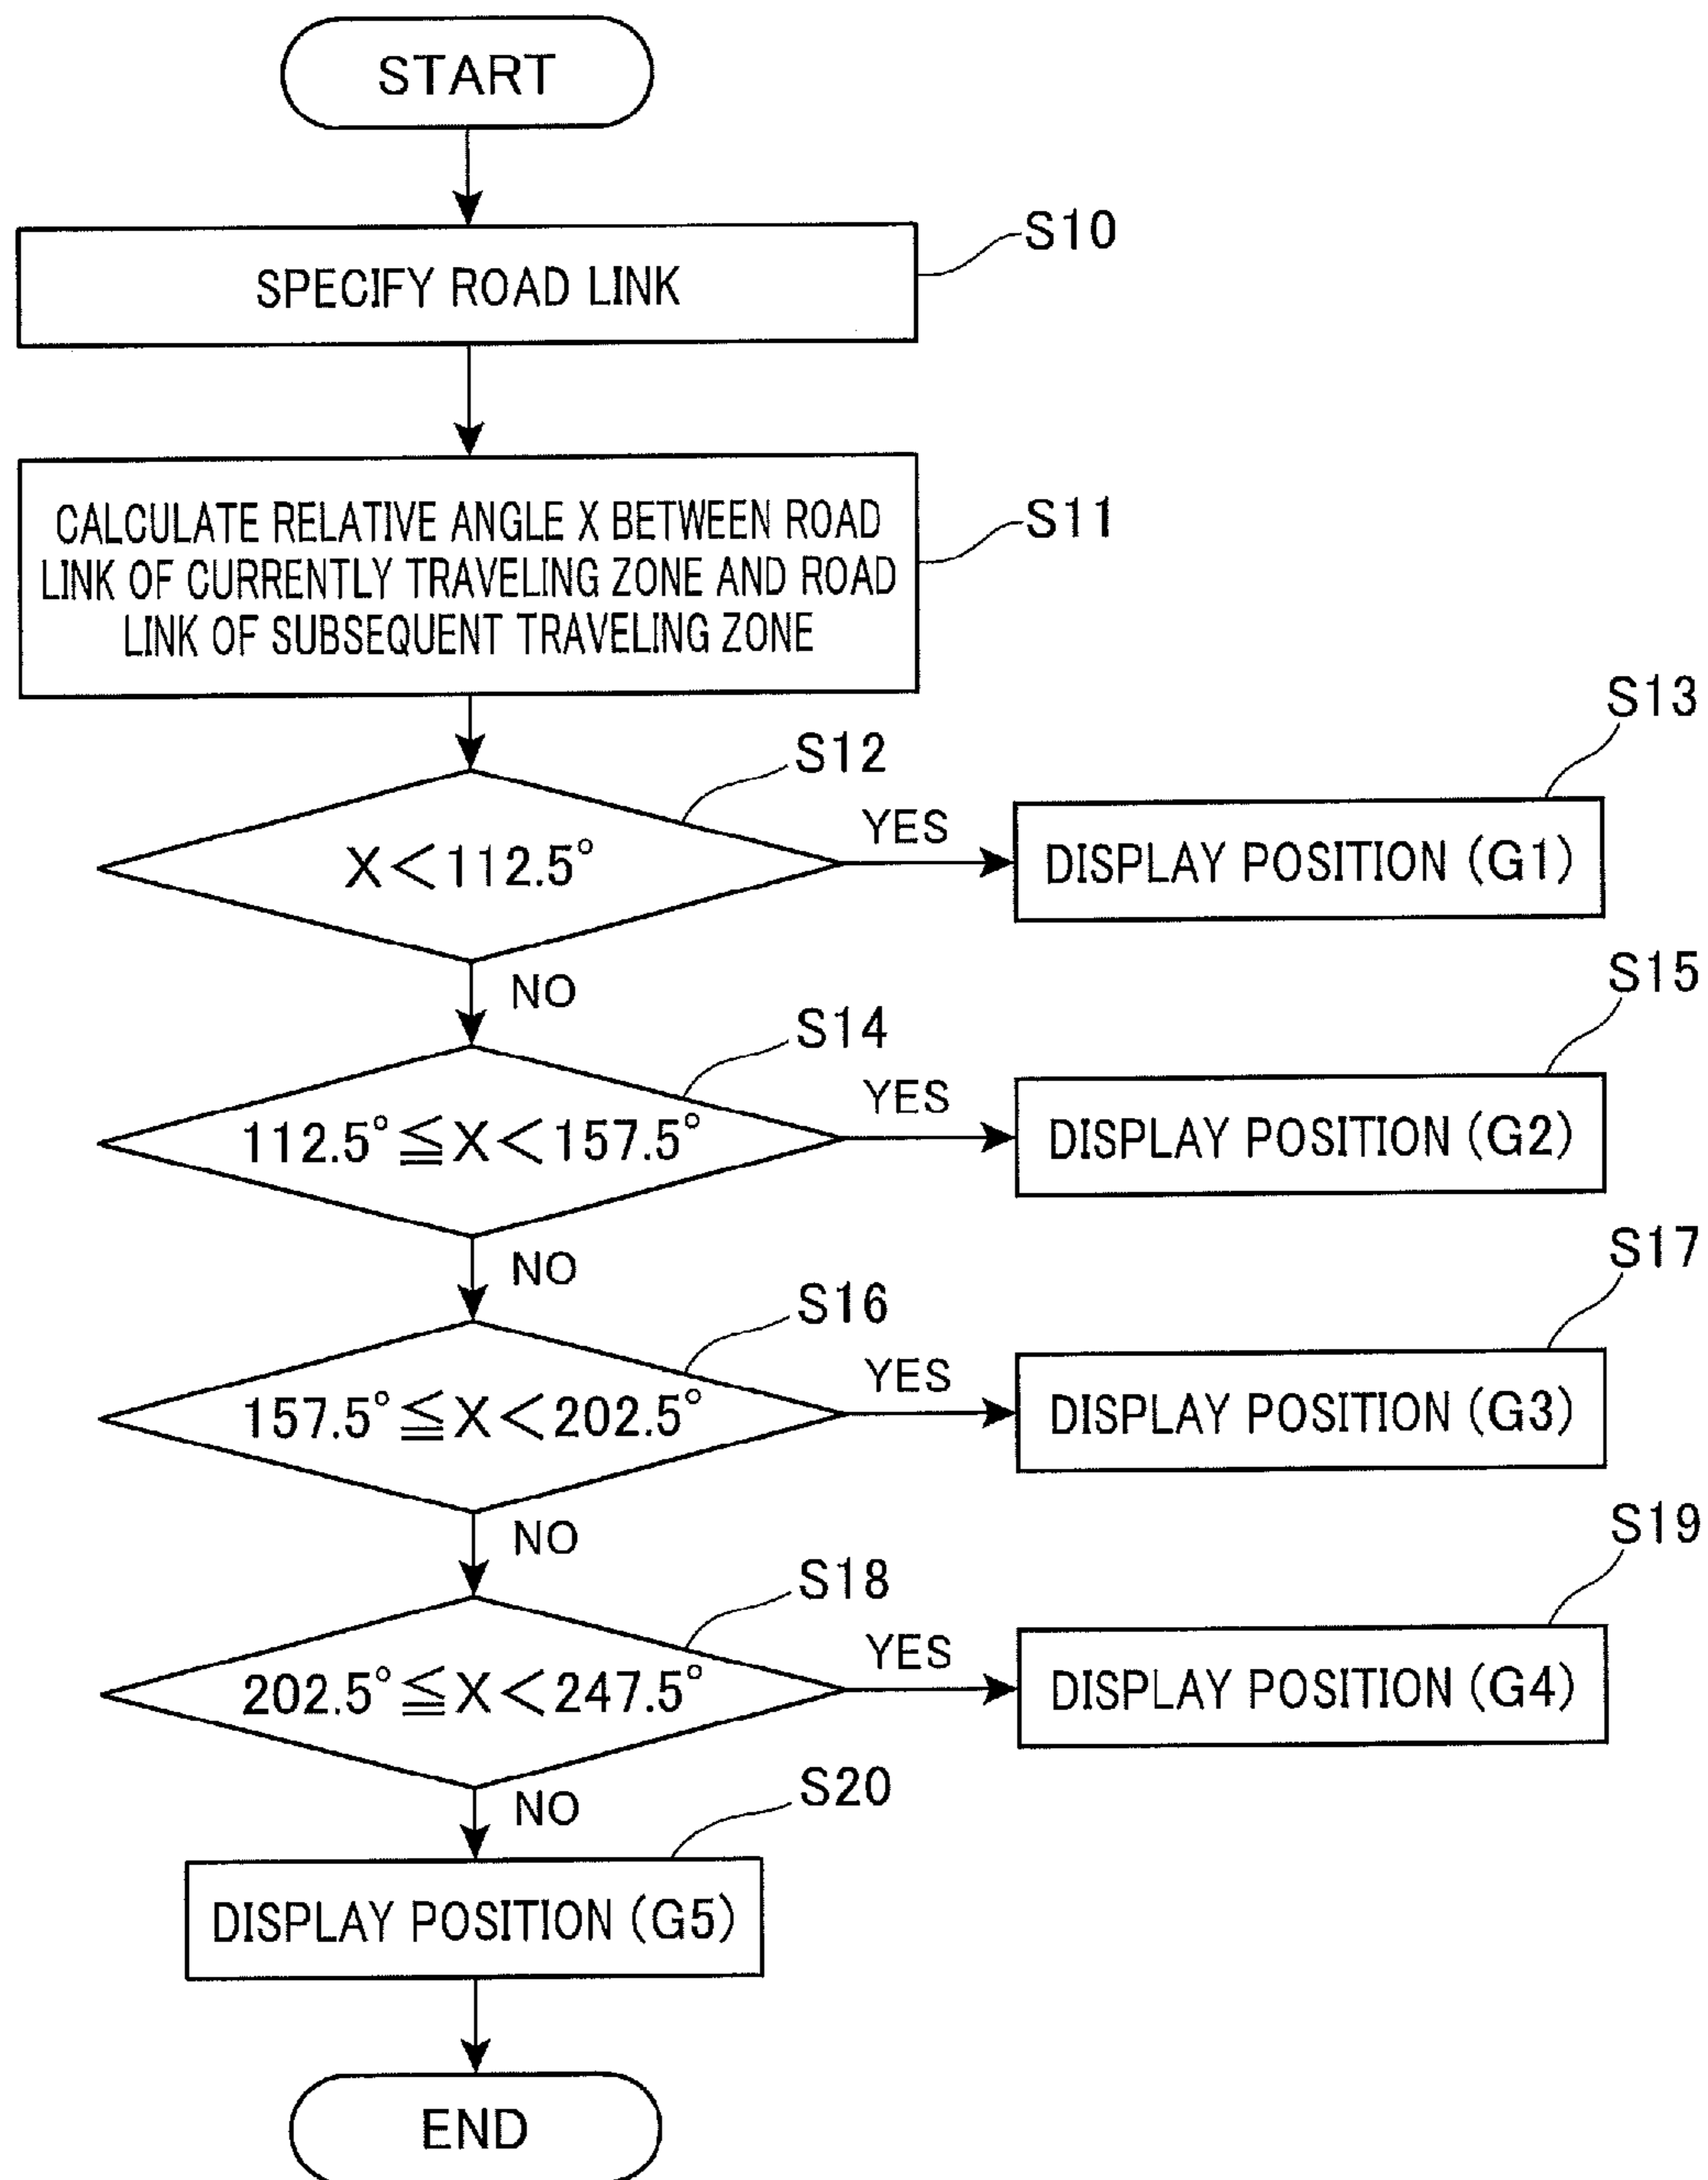 START
SPECIFY ROAD LINK
S10
CALCULATE RELATIVE ANGLE X BETWEEN ROAD
LINK OF CURRENTLY TRAVELING ZONE AND ROAD
LINK OF SUBSEQUENT TRAVELING ZONE
S11
X<112.5°
S12
YES
DISPLAY POSITION (G1)
S13
NO
112.5°≦X<157.5°
S14
YES
DISPLAY POSITION (G2)
S15
NO
157.5°≦X<202.5°
S16
YES
DISPLAY POSITION (G3)
S17
NO
202.5°≦X<247.5°
S18
YES
DISPLAY POSITION (G4)
S19
NO
DISPLAY POSITION (G5)
S20
END